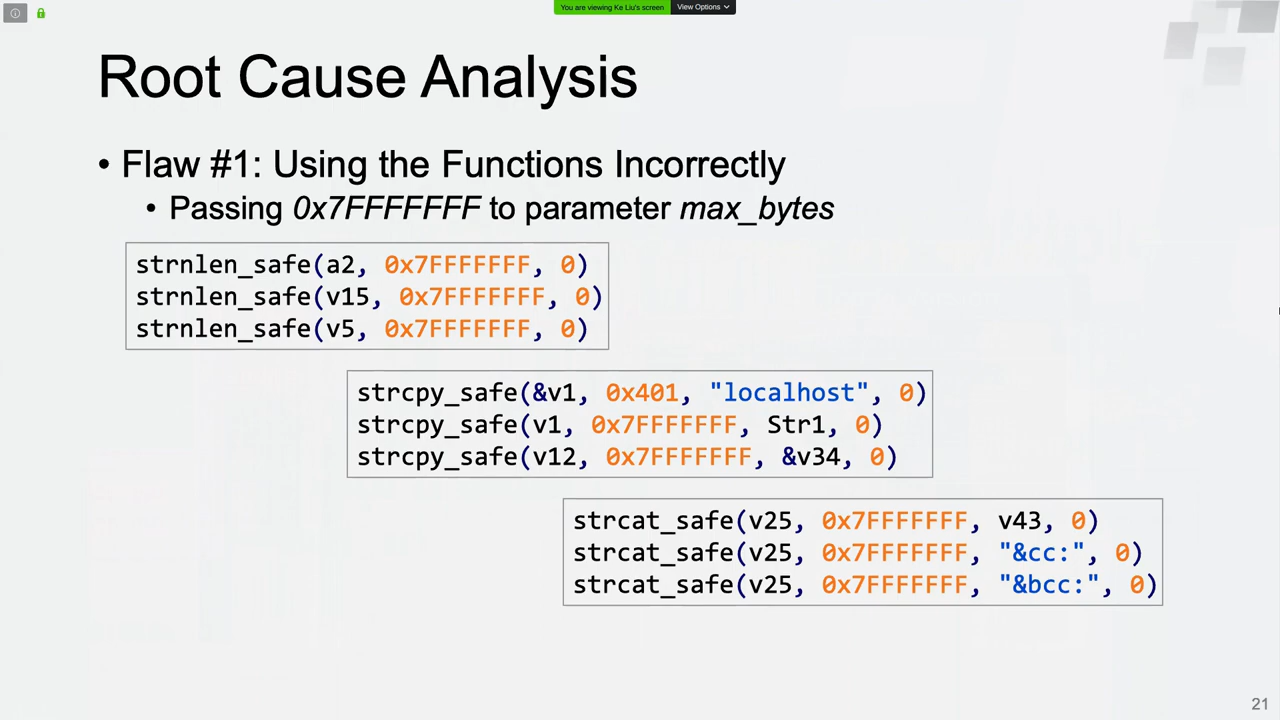 You are viewing Ke Liu's screen
View Options
Root Cause Analysis
• Flaw #1: Using the Functions Incorrectly
• Passing 0x7FFFFFFF to parameter max_bytes
strnlen_safe(a2, 0x7FFFFFFF, 0)
strnlen_safe(v15, 0x7FFFFFFF, 0)
strnlen_safe(v5, 0x7FFFFFFF, 0)
strcpy_safe(&v1, 0x401, "localhost", 0)
strcpy_safe(v1, 0x7FFFFFFF, Str1, 0)
strcpy_safe(v12, 0x7FFFFFFF, &v34, 0)
strcat_safe(v25, 0x7FFFFFFF, v43, 0)
strcat_safe(v25, 0x7FFFFFFF, "&cc:", 0)
strcat_safe(v25, 0x7FFFFFFF, "&bcc:", 0)
21